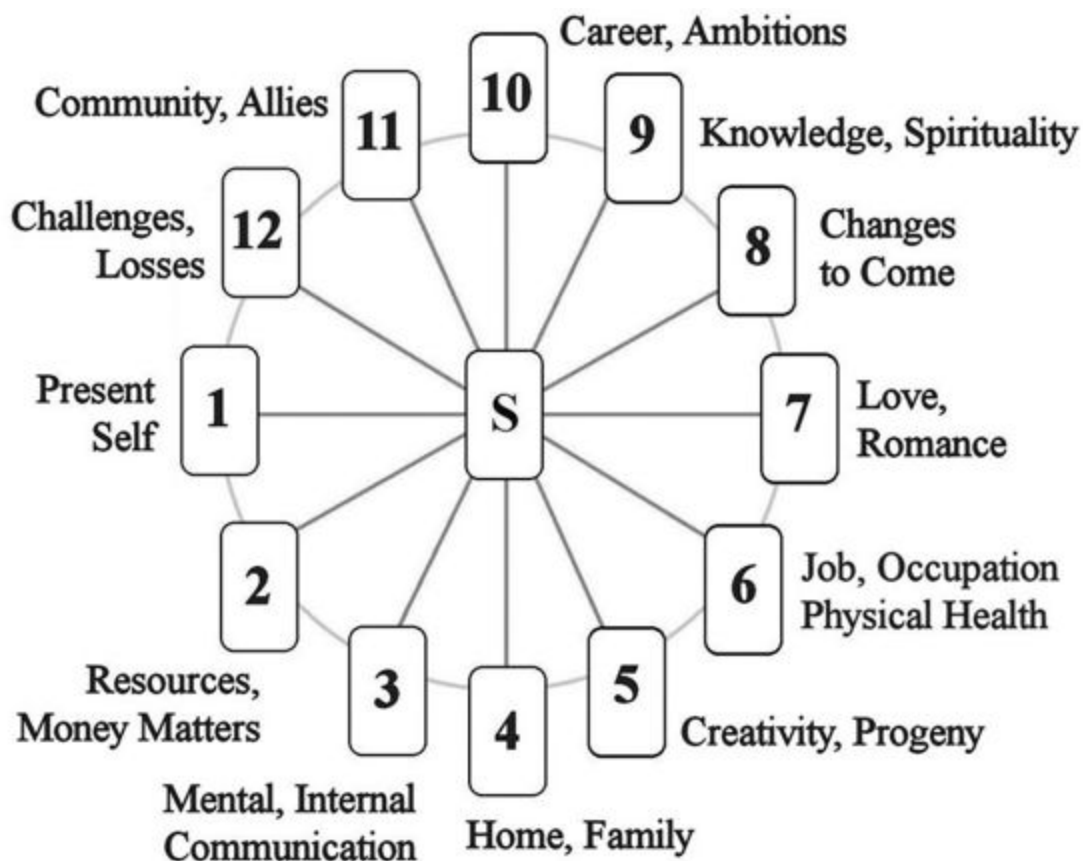 Career, Ambitions
10
Community, Allies
11
9
Knowledge, Spirituality
Challenges,
Losses
12
8
Changes
to Come
Present
Self
1
S
7
Love,
Romance
2
Resources,
Money Matters
6
Job, Occupation
Physical Health
3
Mental, Internal
Communication
4
Home, Family
5
Creativity, Progeny